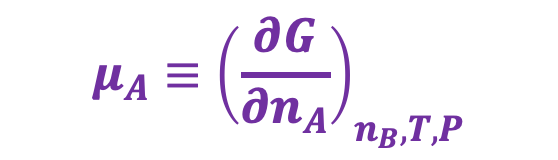 μ_A ≡ (∂G/∂n_A)_{n_B,T,P}